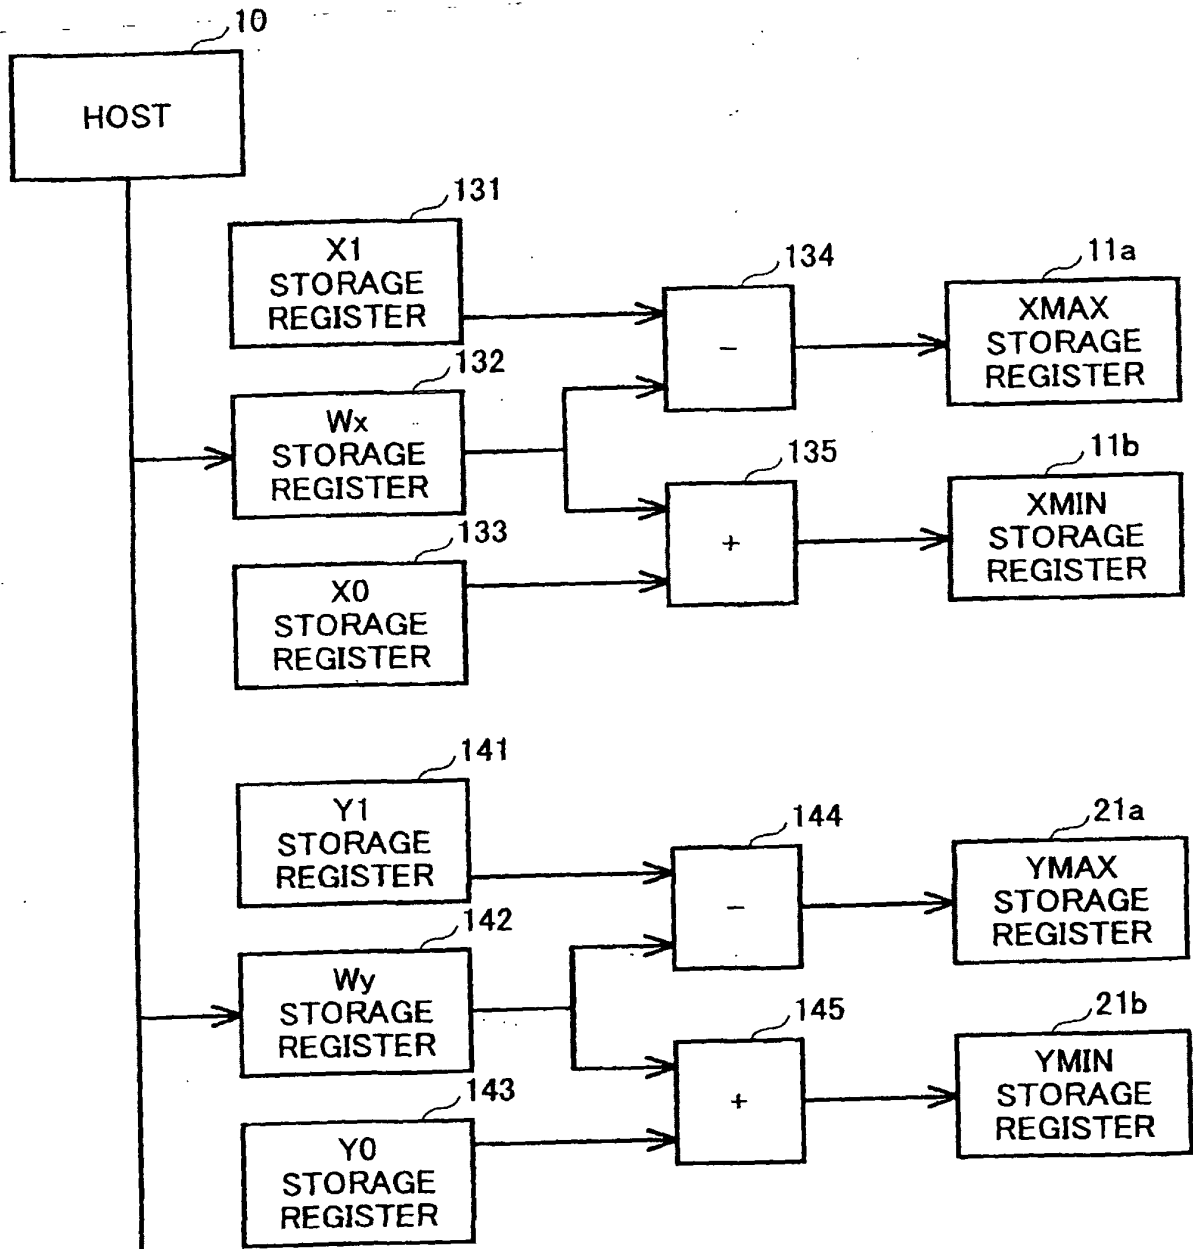 10
HOST
131
X1
STORAGE
REGISTER
134
-
11a
XMAX
STORAGE
REGISTER
132
Wx
STORAGE
REGISTER
135
+
11b
XMIN
STORAGE
REGISTER
133
X0
STORAGE
REGISTER
141
Y1
STORAGE
REGISTER
144
-
21a
YMAX
STORAGE
REGISTER
142
Wy
STORAGE
REGISTER
145
+
21b
YMIN
STORAGE
REGISTER
143
Y0
STORAGE
REGISTER